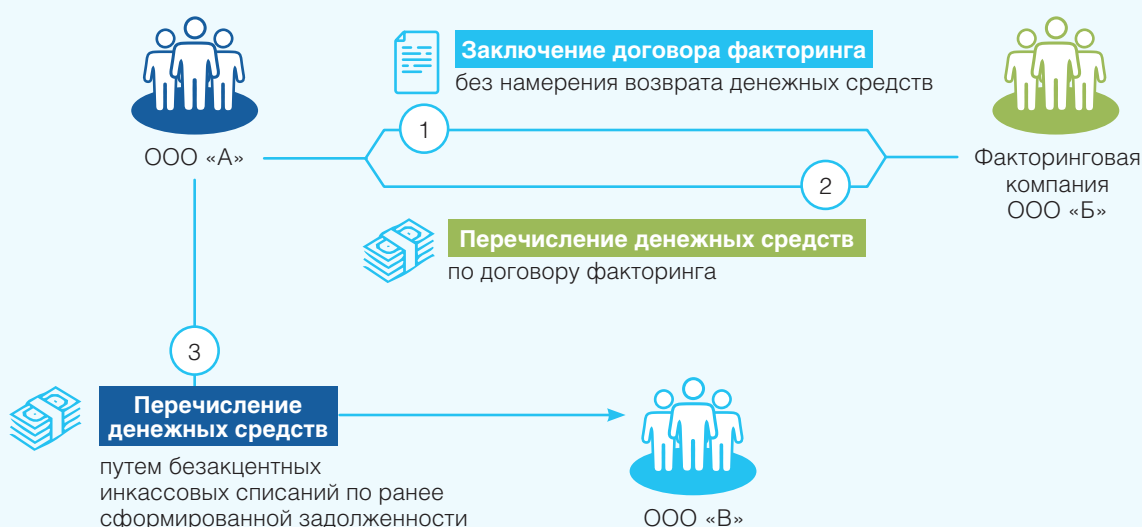 Заключение договора факторинга
без намерения возврата денежных средств
1
ООО «А»
Факторинговая
компания
ООО «Б»
2
Перечисление денежных средств
по договору факторинга
3
Перечисление
денежных средств
путем безакцентных
инкассовых списаний по ранее
сформированной задолженности
ООО «В»